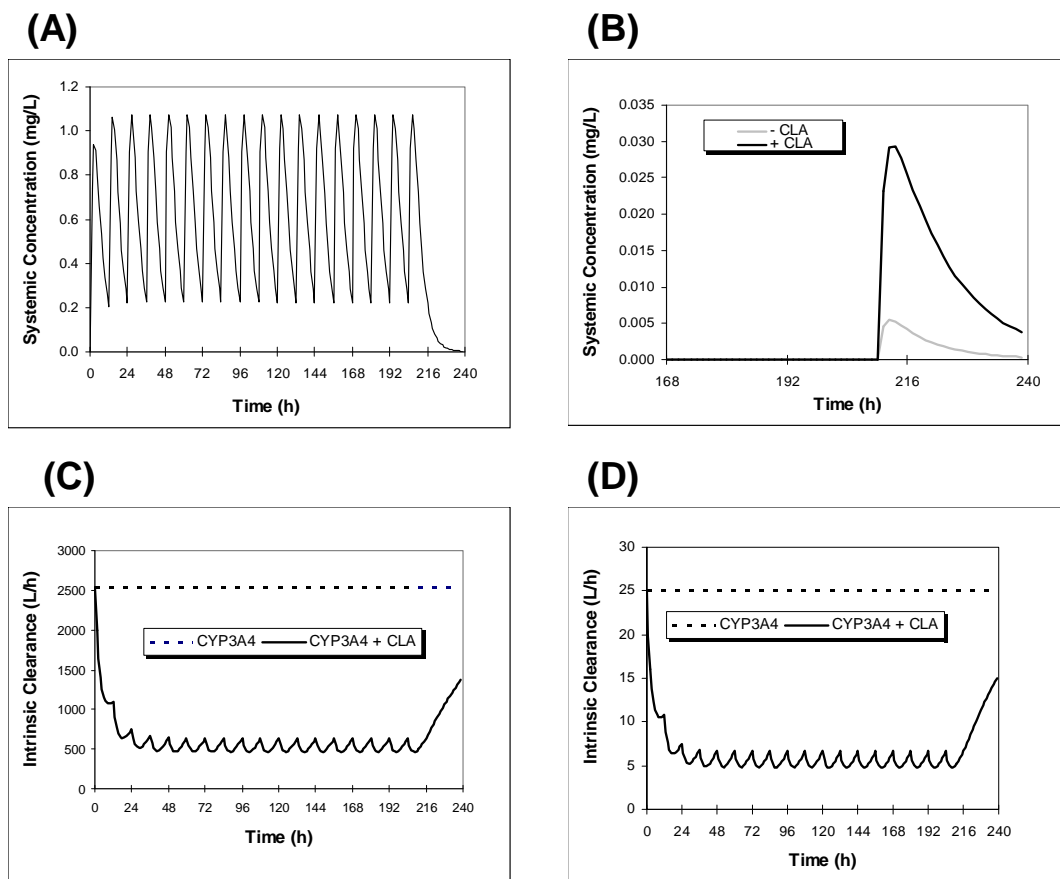 (A)
Systemic Concentration (mg/L)
1.2
1.0
0.8
0.6
0.4
0.2
0.0
0 24 48 72 96 120 144 168 192 216 240
Time (h)
(B)
Systemic Concentration (mg/L)
0.035
0.030
0.025
0.020
0.015
0.010
0.005
0.000
- CLA
+ CLA
168 192 216 240
Time (h)
(C)
Intrinsic Clearance (L/h)
3000
2500
2000
1500
1000
500
0
CYP3A4 CYP3A4 + CLA
0 24 48 72 96 120 144 168 192 216 240
Time (h)
(D)
Intrinsic Clearance (L/h)
30
25
20
15
10
5
0
CYP3A4 CYP3A4 + CLA
0 24 48 72 96 120 144 168 192 216 240
Time (h)